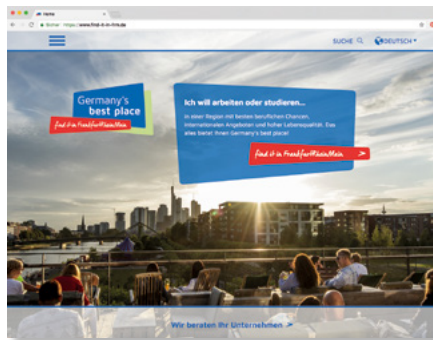 Home
https://www.find-it-in-frm.de
SUCHE
DEUTSCH
Germany's
best place
find it in FrankfurtRheinMain
Ich will arbeiten oder studieren...
in einer Region mit besten beruflichen Chancen,
internationalen Angeboten und hoher Lebensqualität. Das
alles bietet Ihnen Germany's best place!
find it in FrankfurtRheinMain >
Wir beraten Ihr Unternehmen >